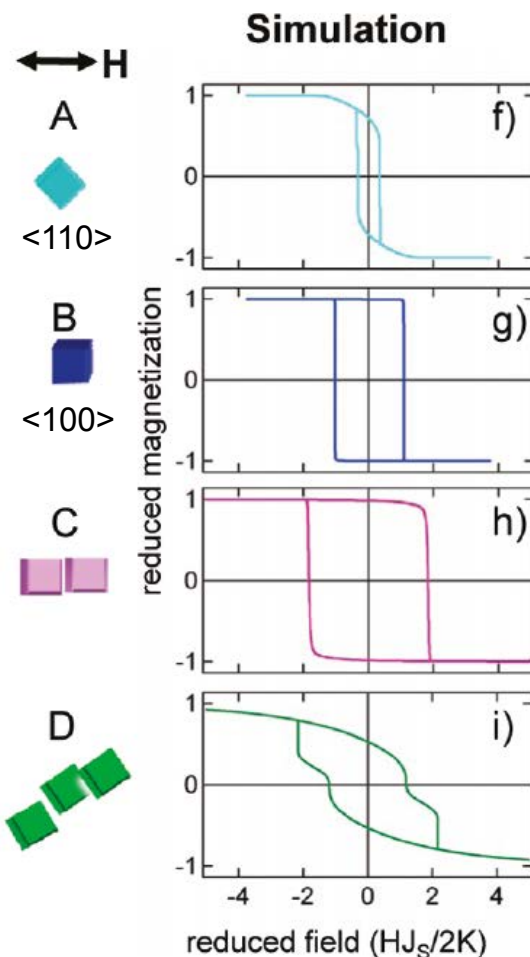 Simulation
H
A
<110>
f)
1
0
-1
B
<100>
g)
1
0
-1
C
h)
1
0
-1
D
i)
1
0
-1
-4 -2 0 2 4
reduced magnetization
reduced field (HJS/2K)